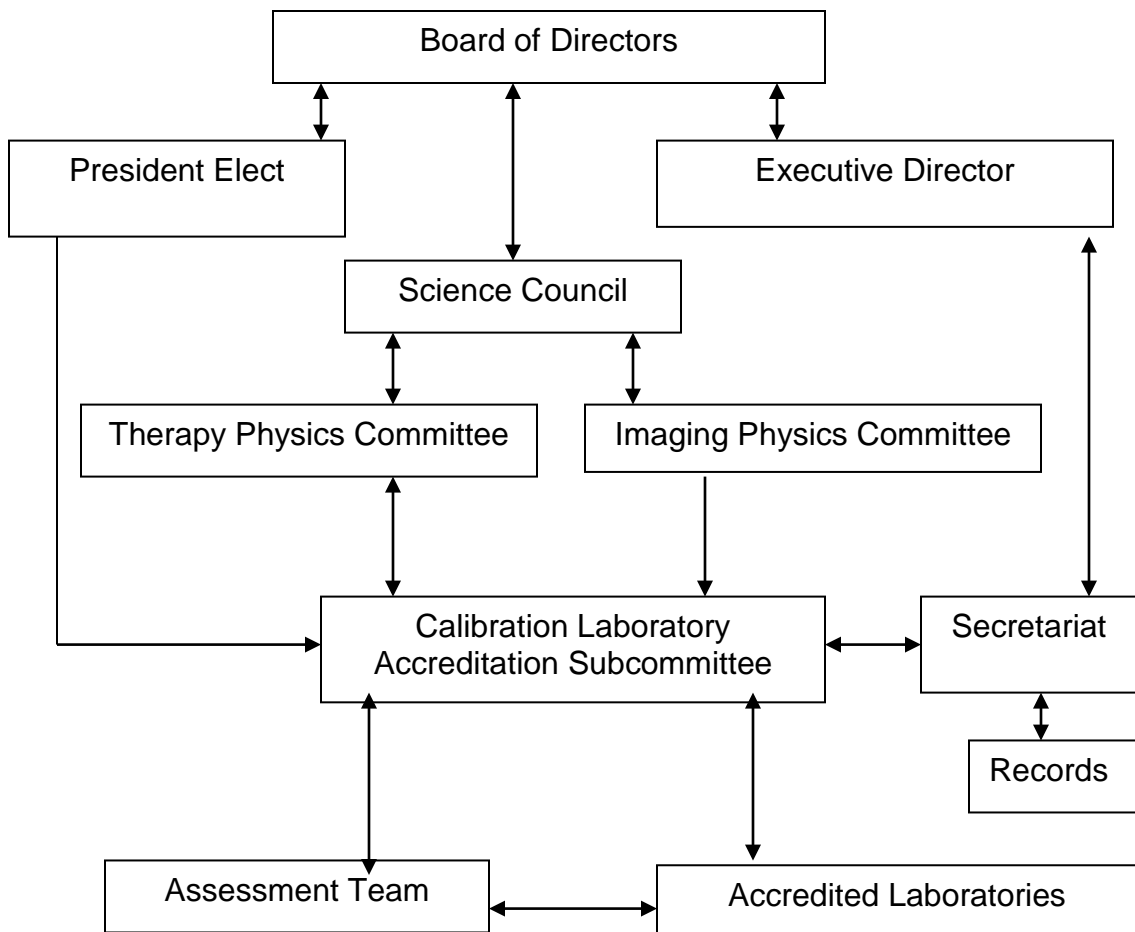 Board of Directors
President Elect
Executive Director
Science Council
Therapy Physics Committee
Imaging Physics Committee
Calibration Laboratory
Accreditation Subcommittee
Secretariat
Records
Assessment Team
Accredited Laboratories